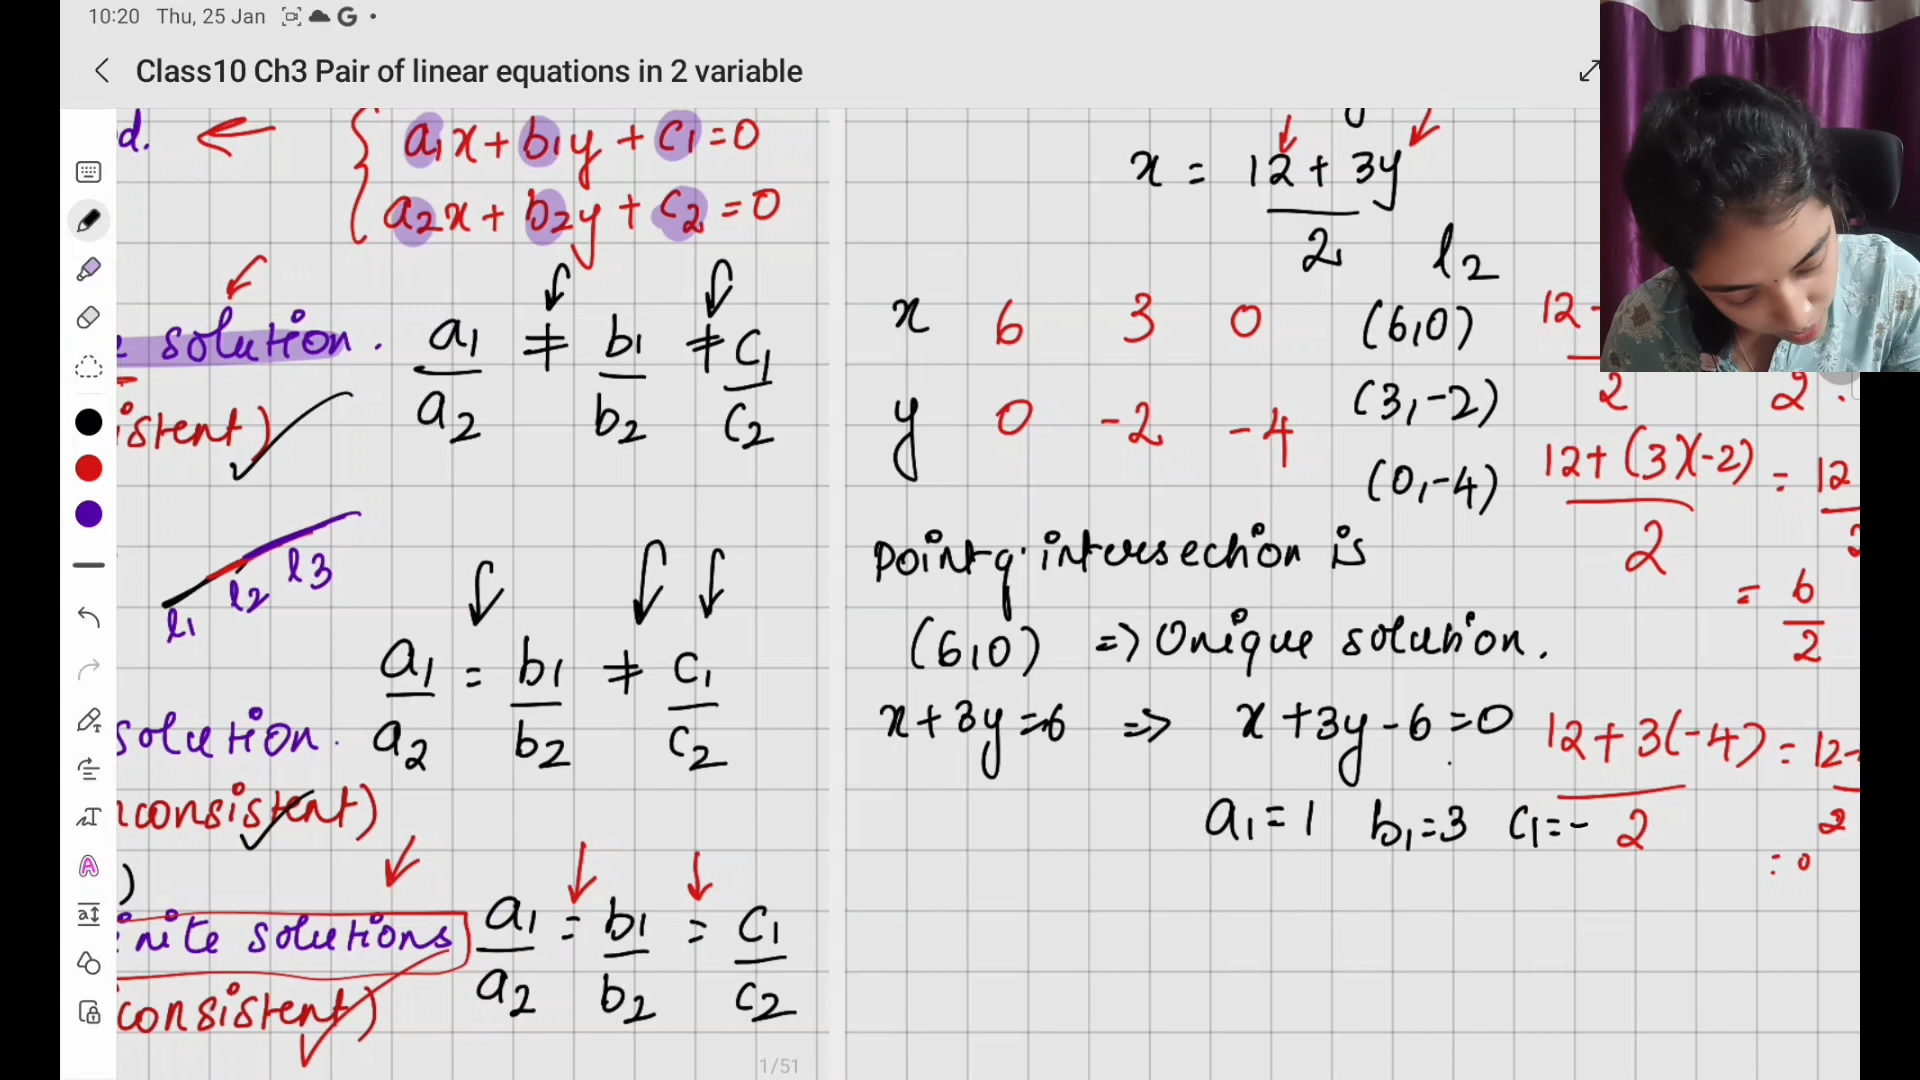 10:20 Thu, 25 Jan
Class10 Ch3 Pair of linear equations in 2 variable
d. ← { a1x + b1y + c1 = 0
a2x + b2y + c2 = 0
solution. a1/a2 ≠ b1/b2 ≠ c1/c2
istent)
l1 l2 l3
a1/a2 = b1/b2 ≠ c1/c2
solution.
consistent)
)
nite solutions a1/a2 = b1/b2 = c1/c2
consistent)
1/51
x = 12 + 3y / 2
l2
x 6 3 0 (6,0)
y 0 -2 -4 (3,-2)
(0,-4)
12
2 2
12 + (3)(-2) / 2 = 12
= 6/2
Point of intersection is
(6,0) => Unique solution.
x + 3y = 6 => x + 3y - 6 = 0
a1 = 1 b1 = 3 c1 = -
12 + 3(-4) / 2 = 12 - / 2
= 0